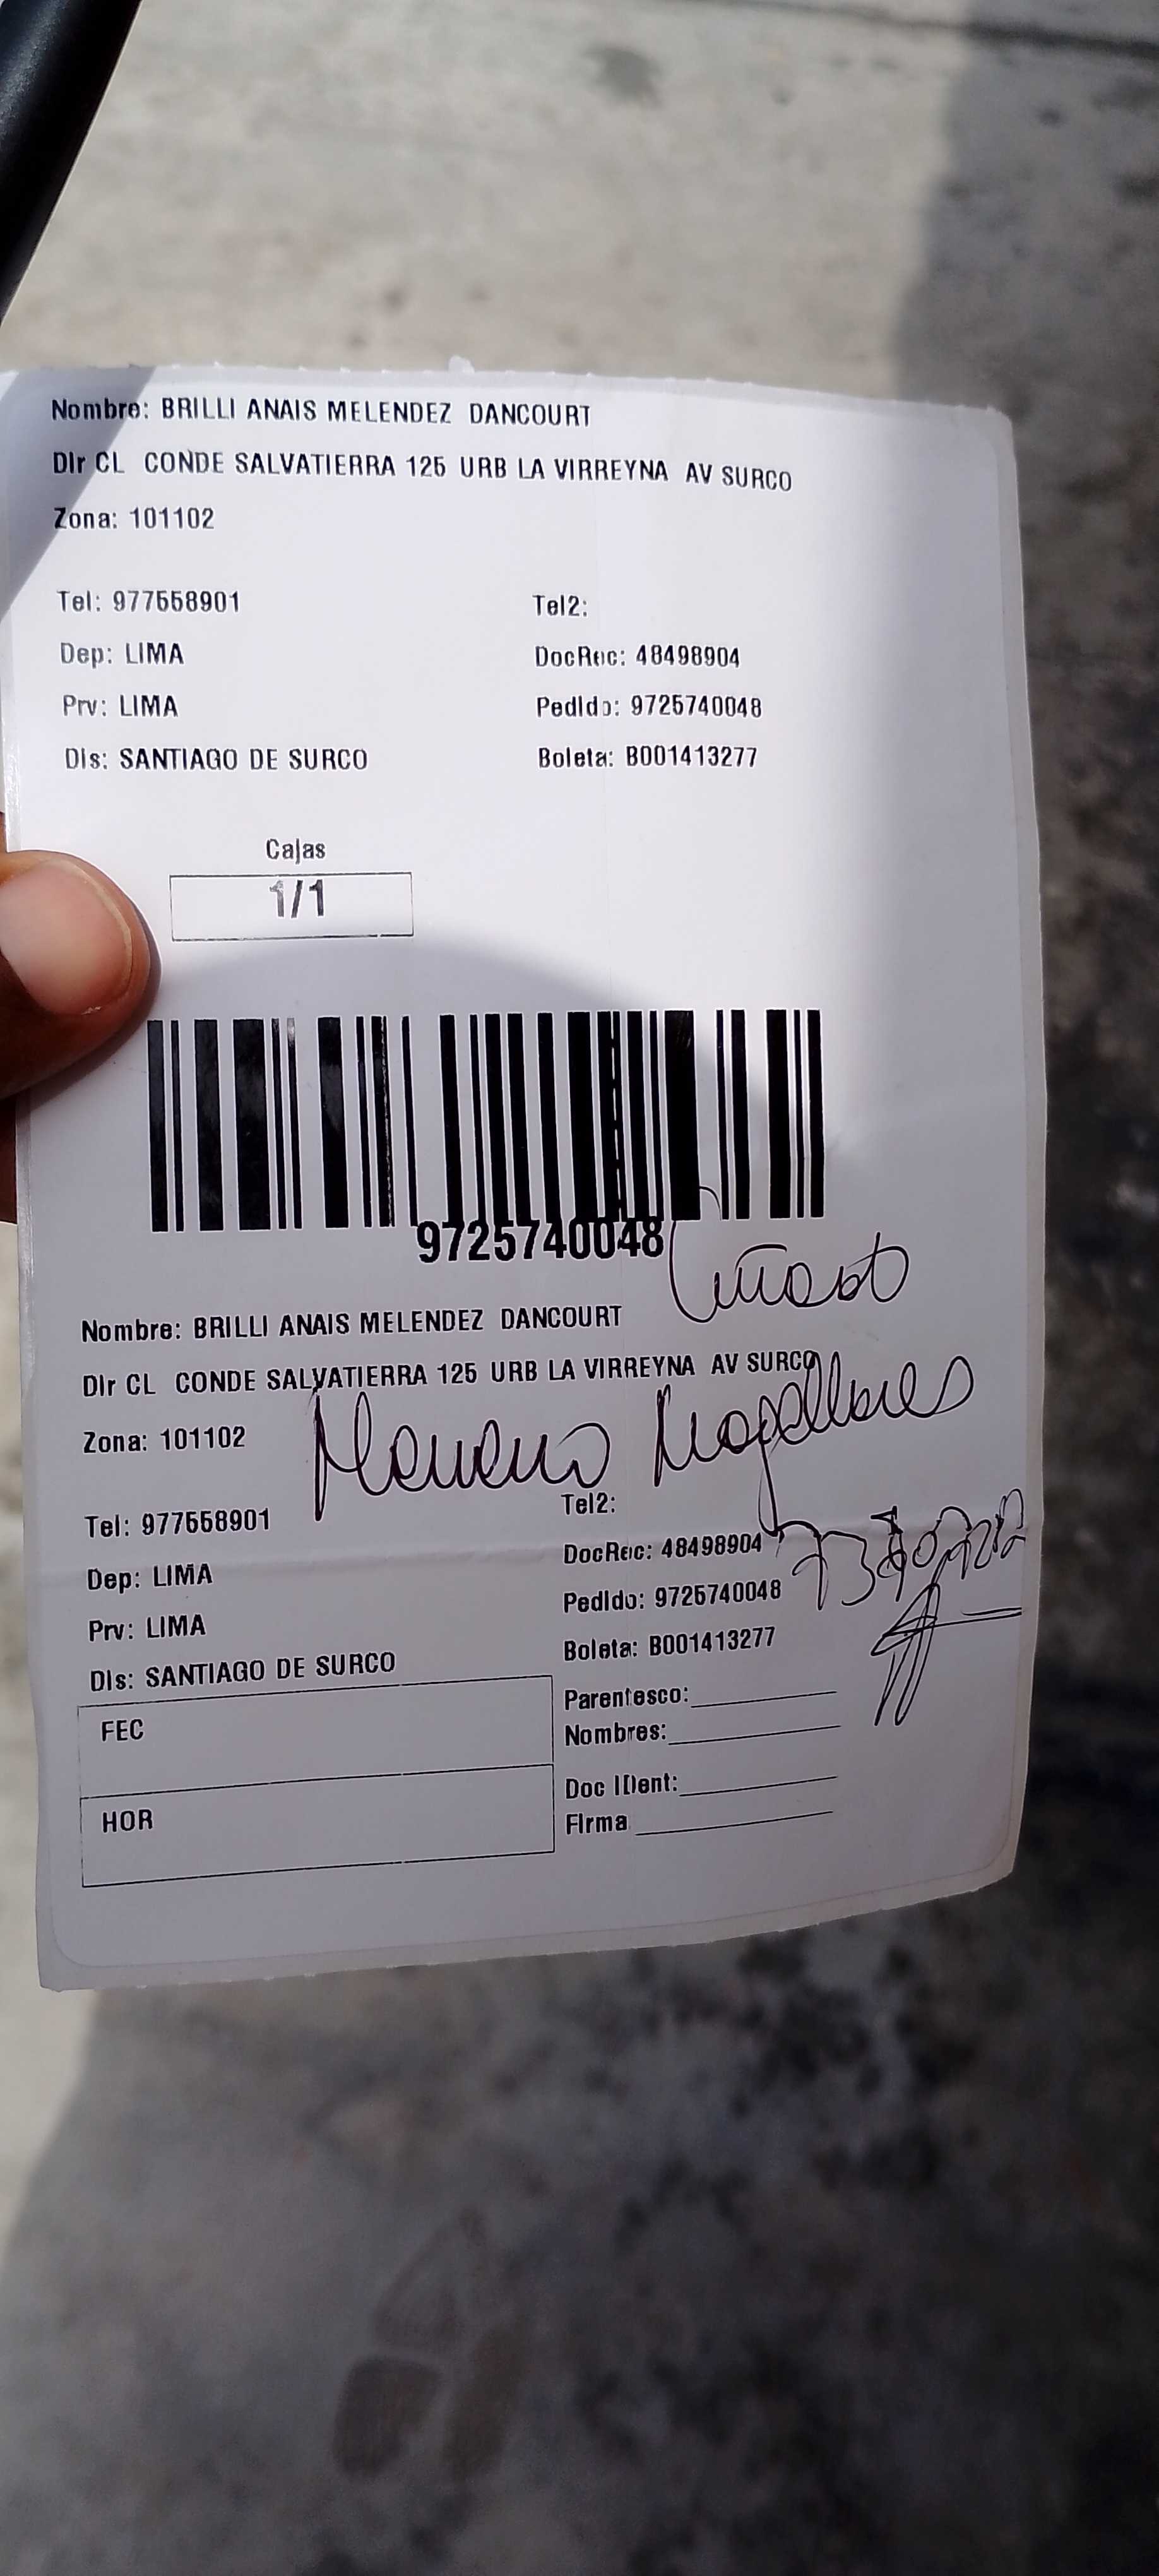 Nombre: BRILLI ANAIS MELENDEZ DANCOURT
Dir CL CONDE SALVATIERRA 125 URB LA VIRREYNA AV SURCO
Zona: 101102
Tel: 977558901 Tel2:
Dep: LIMA DocRec: 48498904
Prv: LIMA Pedido: 9725740048
Dis: SANTIAGO DE SURCO Boleta: B001413277
Cajas
1/1
9725740048
Cuñado
Nombre: BRILLI ANAIS MELENDEZ DANCOURT
Dir CL CONDE SALVATIERRA 125 URB LA VIRREYNA AV SURCO
Zona: 101102
Magallanes
Tel: 977558901 Tel2:
Dep: LIMA DocRec: 48498904
Prv: LIMA Pedido: 9725740048
Dis: SANTIAGO DE SURCO Boleta: B001413277
FEC Parentesco:
Nombres:
HOR Doc IDent:
Firma